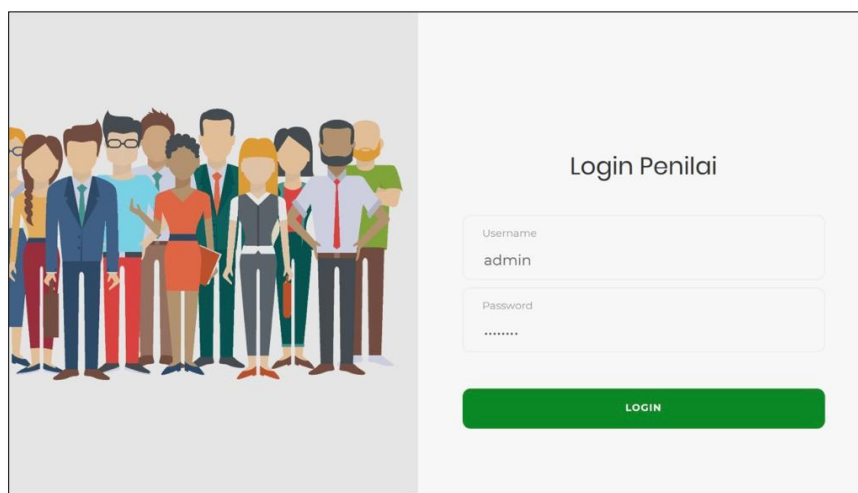 Login Penilai
Username
admin
Password
........
LOGIN